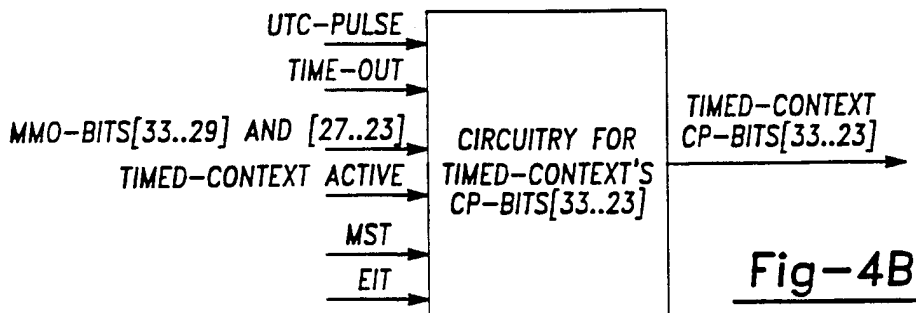 UTC-PULSE
TIME-OUT
MMO-BITS[33..29] AND [27..23]
TIMED-CONTEXT ACTIVE
MST
EIT
CIRCUITRY FOR
TIMED-CONTEXT'S
CP-BITS[33..23]
TIMED-CONTEXT
CP-BITS[33..23]
Fig-4B